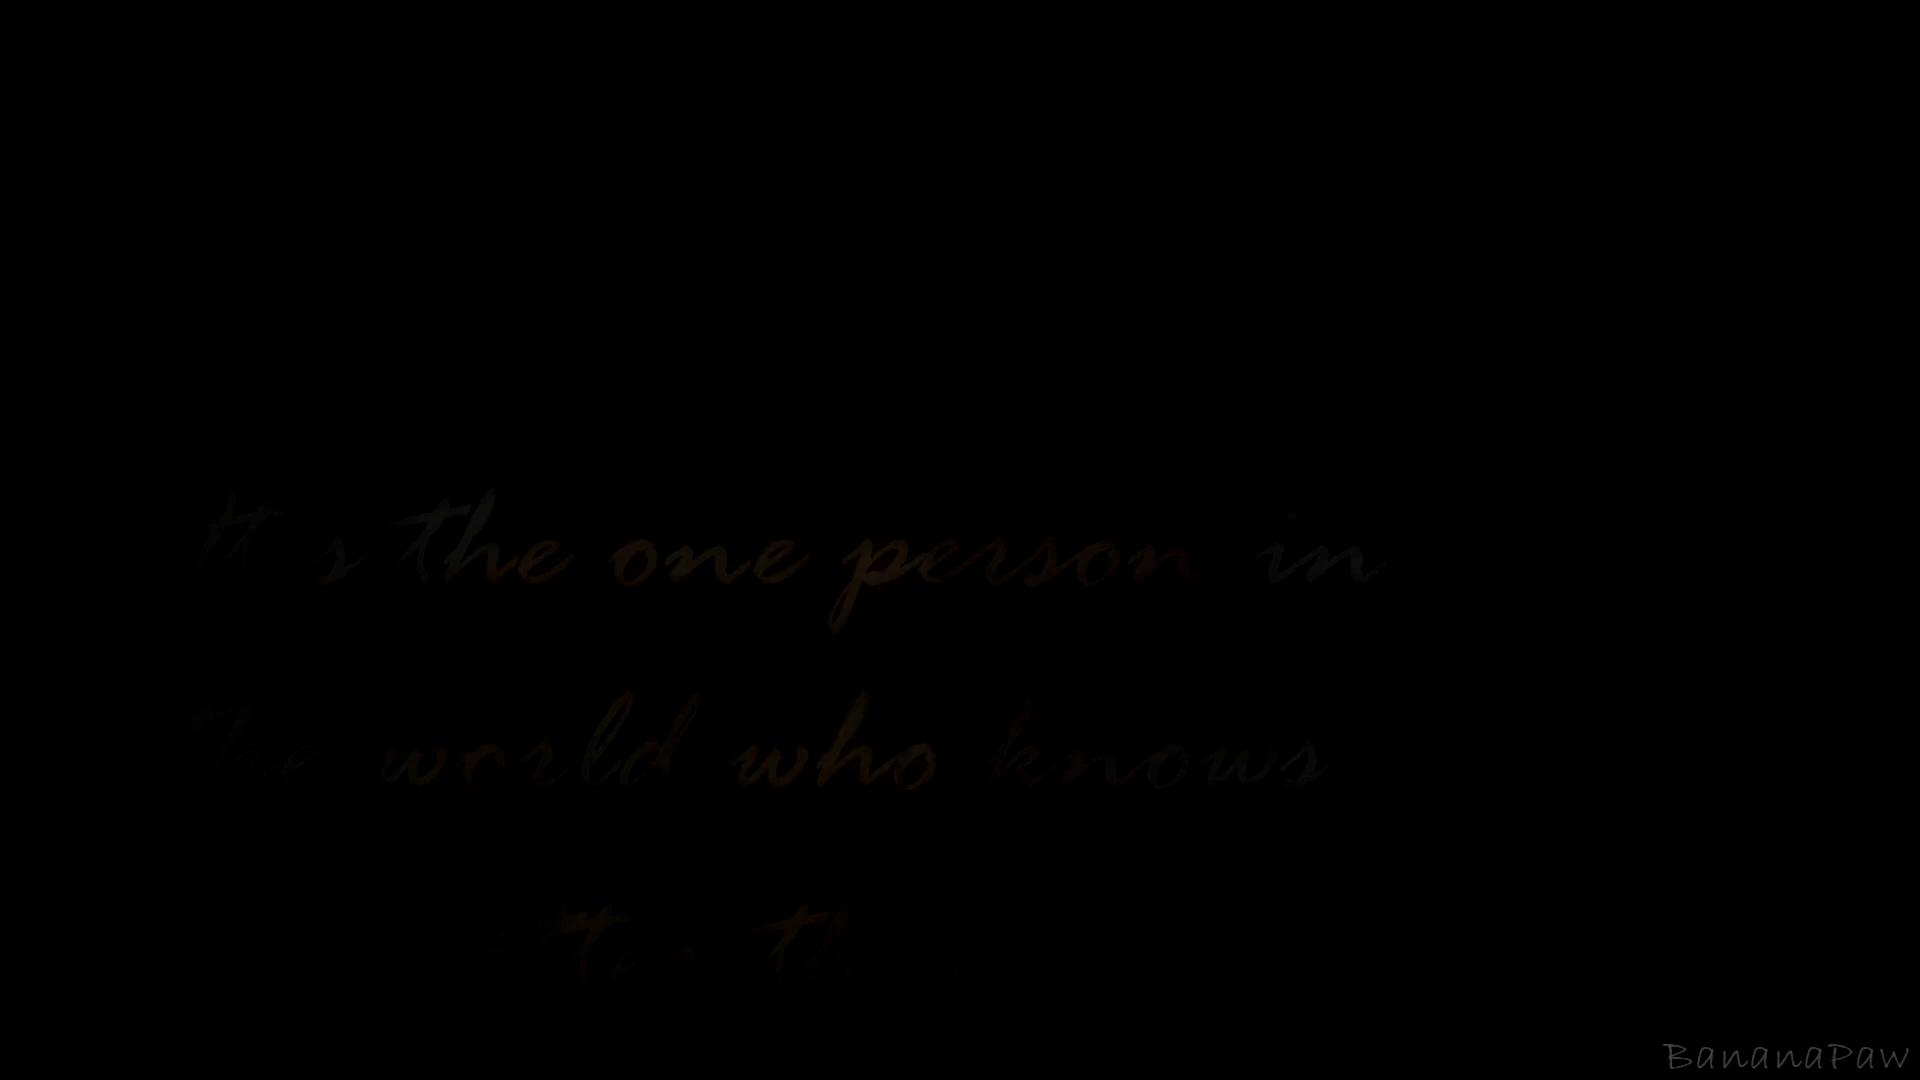 It's the one person in
the world who knows
BananaPaw